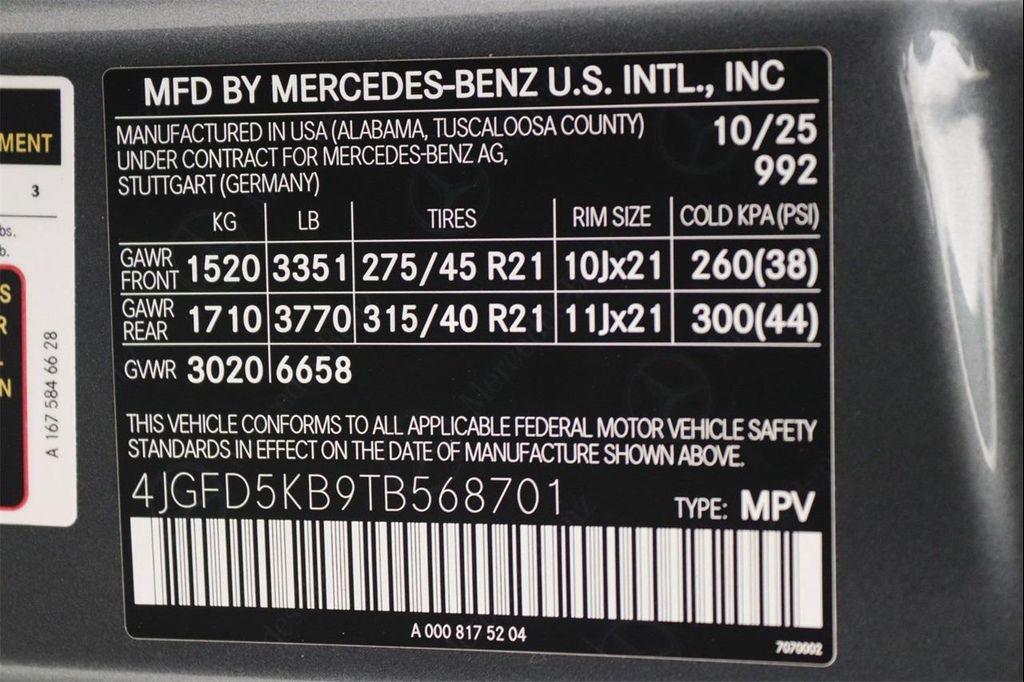 MFD BY MERCEDES-BENZ U.S. INTL., INC
MANUFACTURED IN USA (ALABAMA, TUSCALOOSA COUNTY) 10/25
UNDER CONTRACT FOR MERCEDES-BENZ AG, 992
STUTTGART (GERMANY)
KG LB TIRES RIM SIZE COLD KPA (PSI)
GAWR FRONT 1520 3351 275/45 R21 10Jx21 260(38)
GAWR REAR 1710 3770 315/40 R21 11Jx21 300(44)
GVWR 3020 6658
THIS VEHICLE CONFORMS TO ALL APPLICABLE FEDERAL MOTOR VEHICLE SAFETY
STANDARDS IN EFFECT ON THE DATE OF MANUFACTURE SHOWN ABOVE.
4JGFD5KB9TB568701 TYPE: MPV
A 000 817 52 04
7070002
MENT
3
bs.
b.
S
R
N
A 167 584 66 28